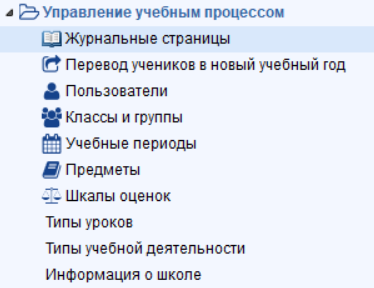 Управление учебным процессом
Журнальные страницы
Перевод учеников в новый учебный год
Пользователи
Классы и группы
Учебные периоды
Предметы
Шкалы оценок
Типы уроков
Типы учебной деятельности
Информация о школе